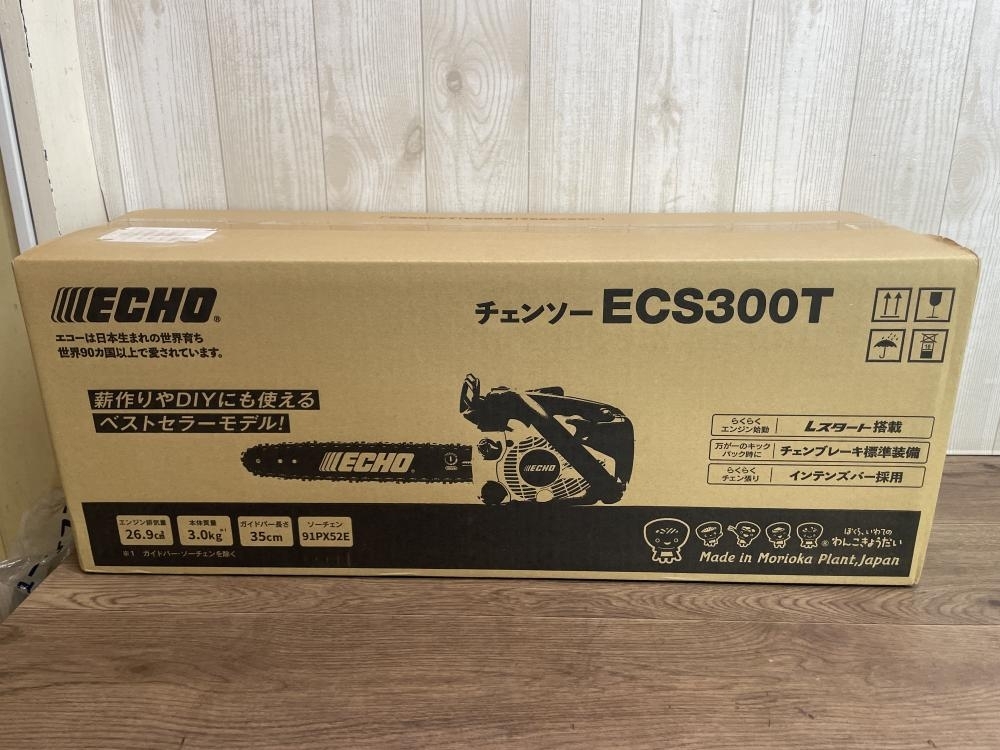 ECHO®
エコーは日本生まれの世界育ち
世界90カ国以上で愛されています。
チェンソー ECS300T
薪作りやDIYにも使える
ベストセラーモデル!
ECHO
ECHO
らくらく
エンジン始動
Lスタート搭載
万が一のキック
バック時に
チェンブレーキ標準装備
らくらく
チェン張り
インテンズバー採用
エンジン排気量
26.9c㎥
本体質量
3.0kg※1
ガイドバー長さ
35cm
ソーチェン
91PX52E
※1 ガイドバー・ソーチェンを除く
ぼくら、いわての
®わんこきょうだい
Made in Morioka Plant,Japan